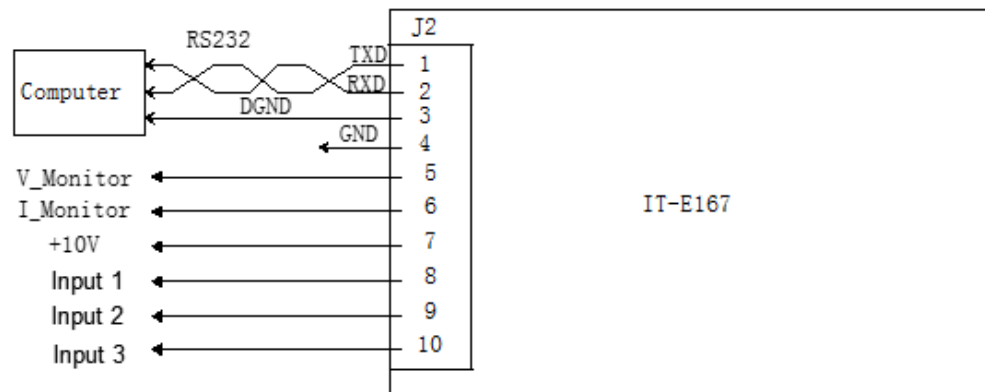 J2
RS232
TXD
1
Computer
RXD
2
DGND
3
GND
4
V_Monitor
5
I_Monitor
6
IT-E167
+10V
7
Input 1
8
Input 2
9
Input 3
10